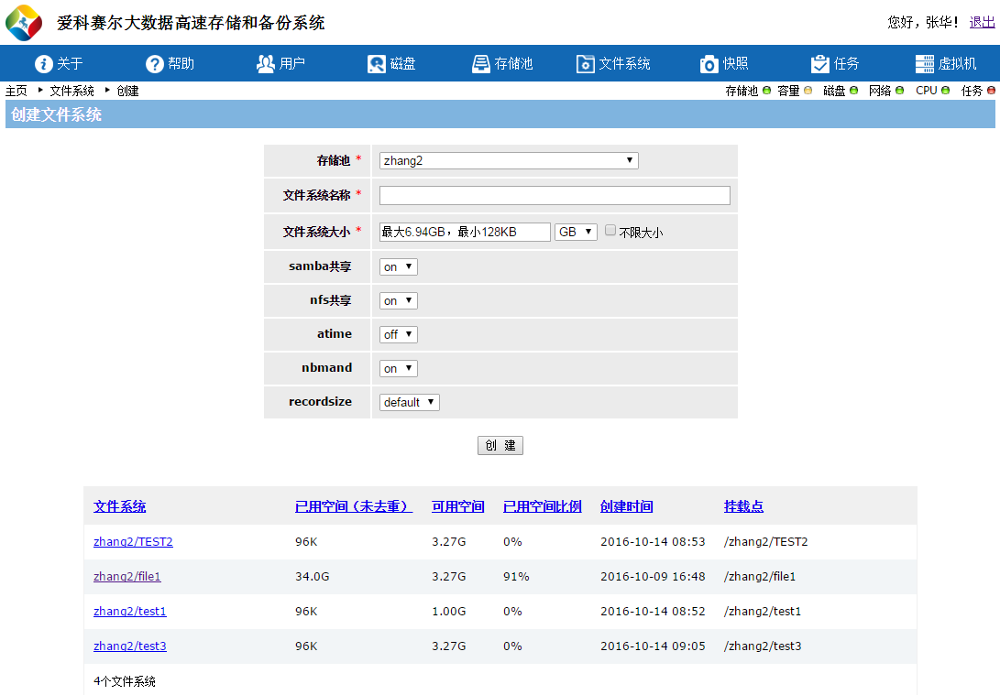 爱科赛尔大数据高速存储和备份系统
您好，张华！ 退出
关于 帮助 用户 磁盘 存储池 文件系统 快照 任务 虚拟机
主页 文件系统 创建 存储池 容量 磁盘 网络 CPU 任务
创建文件系统
存储池 * zhang2
文件系统名称 *
文件系统大小 * 最大6.94GB，最小128KB GB 不限大小
samba共享 on
nfs共享 on
atime off
nbmand on
recordsize default
创 建
文件系统 已用空间（未去重） 可用空间 已用空间比例 创建时间 挂载点
zhang2/TEST2 96K 3.27G 0% 2016-10-14 08:53 /zhang2/TEST2
zhang2/file1 34.0G 3.27G 91% 2016-10-09 16:48 /zhang2/file1
zhang2/test1 96K 1.00G 0% 2016-10-14 08:52 /zhang2/test1
zhang2/test3 96K 3.27G 0% 2016-10-14 09:05 /zhang2/test3
4个文件系统